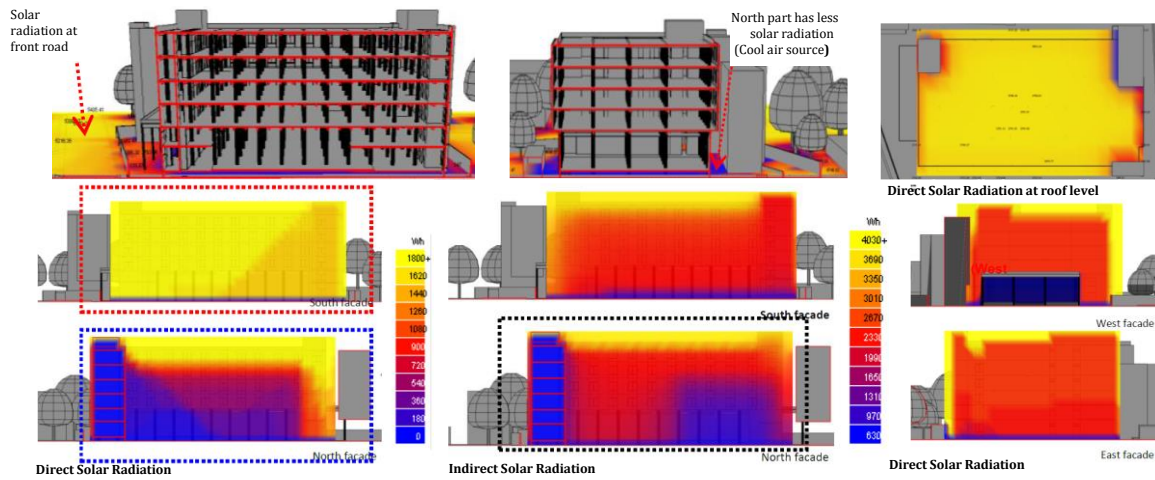 Solar
radiation at
front road
North part has less
solar radiation
(Cool air source)
Direct Solar Radiation at roof level
South facade
Wh
1800+
1620
1440
1260
1080
900
720
540
360
180
0
South facade
Wh
4030+
3690
3350
3010
2670
2330
1990
1650
1310
970
630
(West
West facade
North facade
Direct Solar Radiation
North facade
Indirect Solar Radiation
East facade
Direct Solar Radiation